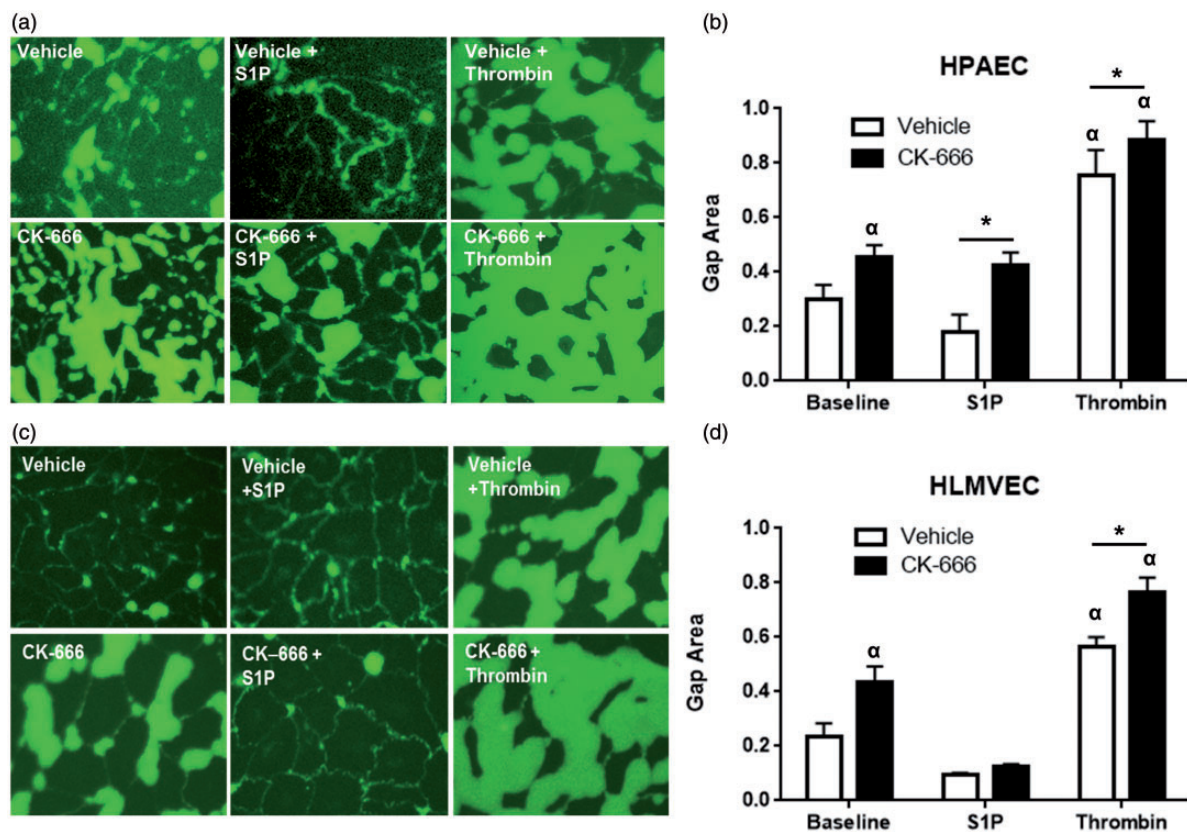 (a)
Vehicle
Vehicle +
S1P
Vehicle +
Thrombin
CK-666
CK-666 +
S1P
CK-666 +
Thrombin
(b)
HPAEC
Vehicle
CK-666
Gap Area
1.0
0.8
0.6
0.4
0.2
0.0
α
*
α
*
α
Baseline
S1P
Thrombin
(c)
Vehicle
Vehicle
+S1P
Vehicle
+Thrombin
CK-666
CK–666 +
S1P
CK-666 +
Thrombin
(d)
HLMVEC
Vehicle
CK-666
Gap Area
1.0
0.8
0.6
0.4
0.2
0.0
α
α
*
α
Baseline
S1P
Thrombin